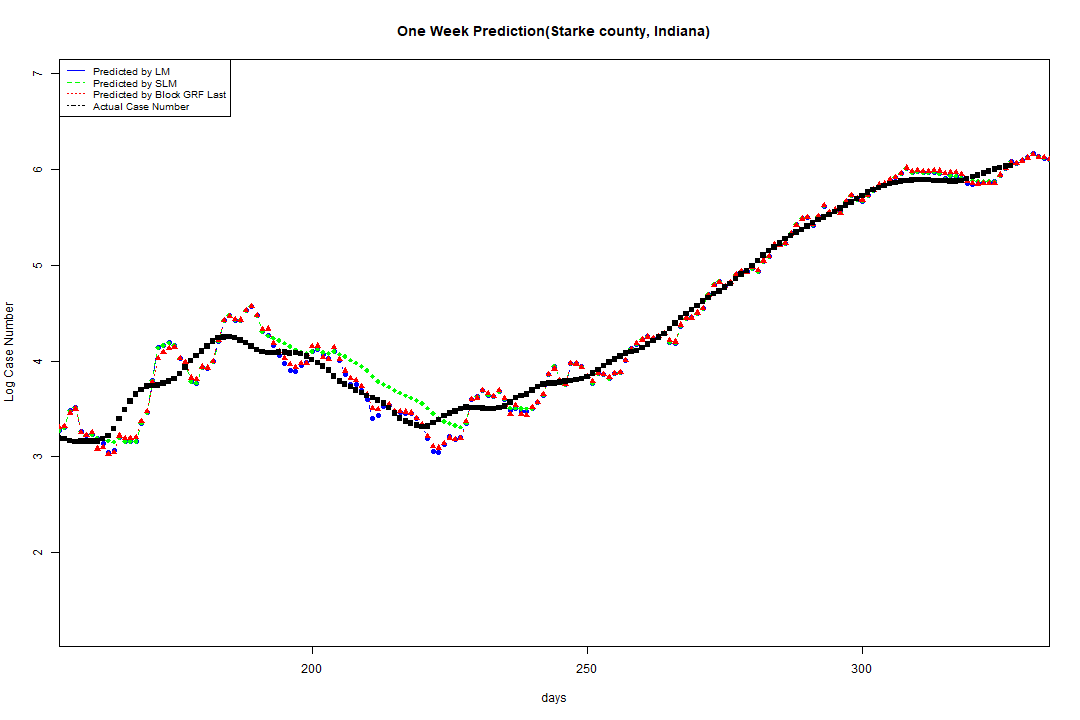 One Week Prediction(Starke county, Indiana)
Predicted by LM
Predicted by SLM
Predicted by Block GRF Last
Actual Case Number
7
6
5
4
3
2
Log Case Number
200
250
300
days